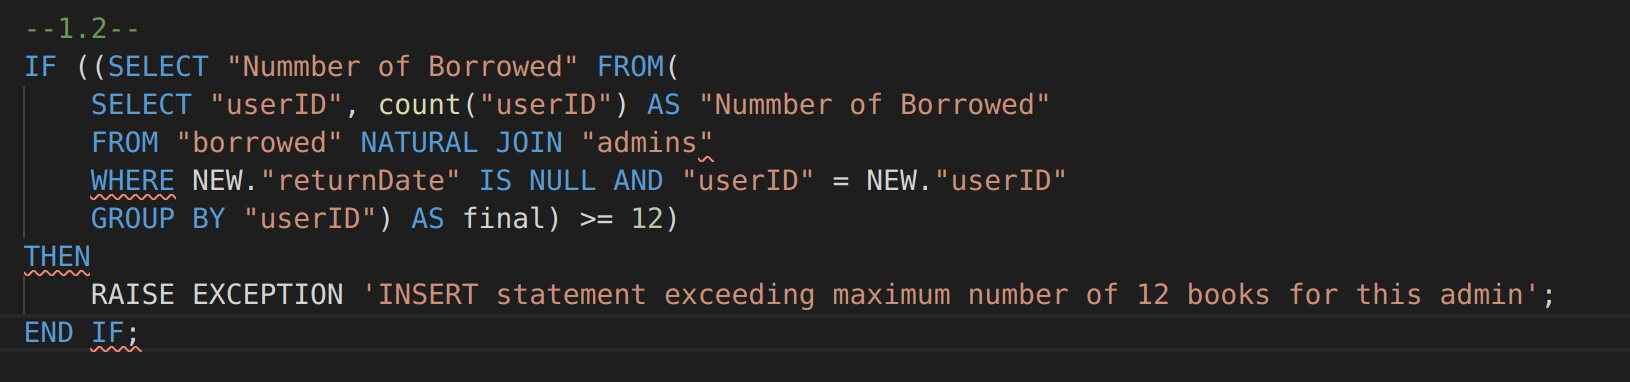 --1.2--
IF ((SELECT "Nummber of Borrowed" FROM(
SELECT "userID", count("userID") AS "Nummber of Borrowed"
FROM "borrowed" NATURAL JOIN "admins"
WHERE NEW."returnDate" IS NULL AND "userID" = NEW."userID"
GROUP BY "userID") AS final) >= 12)
THEN
RAISE EXCEPTION 'INSERT statement exceeding maximum number of 12 books for this admin';
END IF;